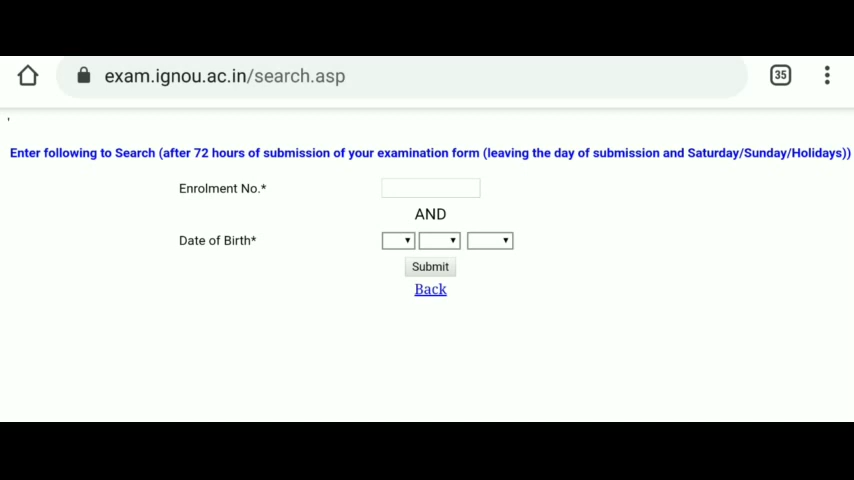 exam.ignou.ac.in/search.asp 35
Enter following to Search (after 72 hours of submission of your examination form (leaving the day of submission and Saturday/Sunday/Holidays))
Enrolment No.*
AND
Date of Birth*
Submit
Back